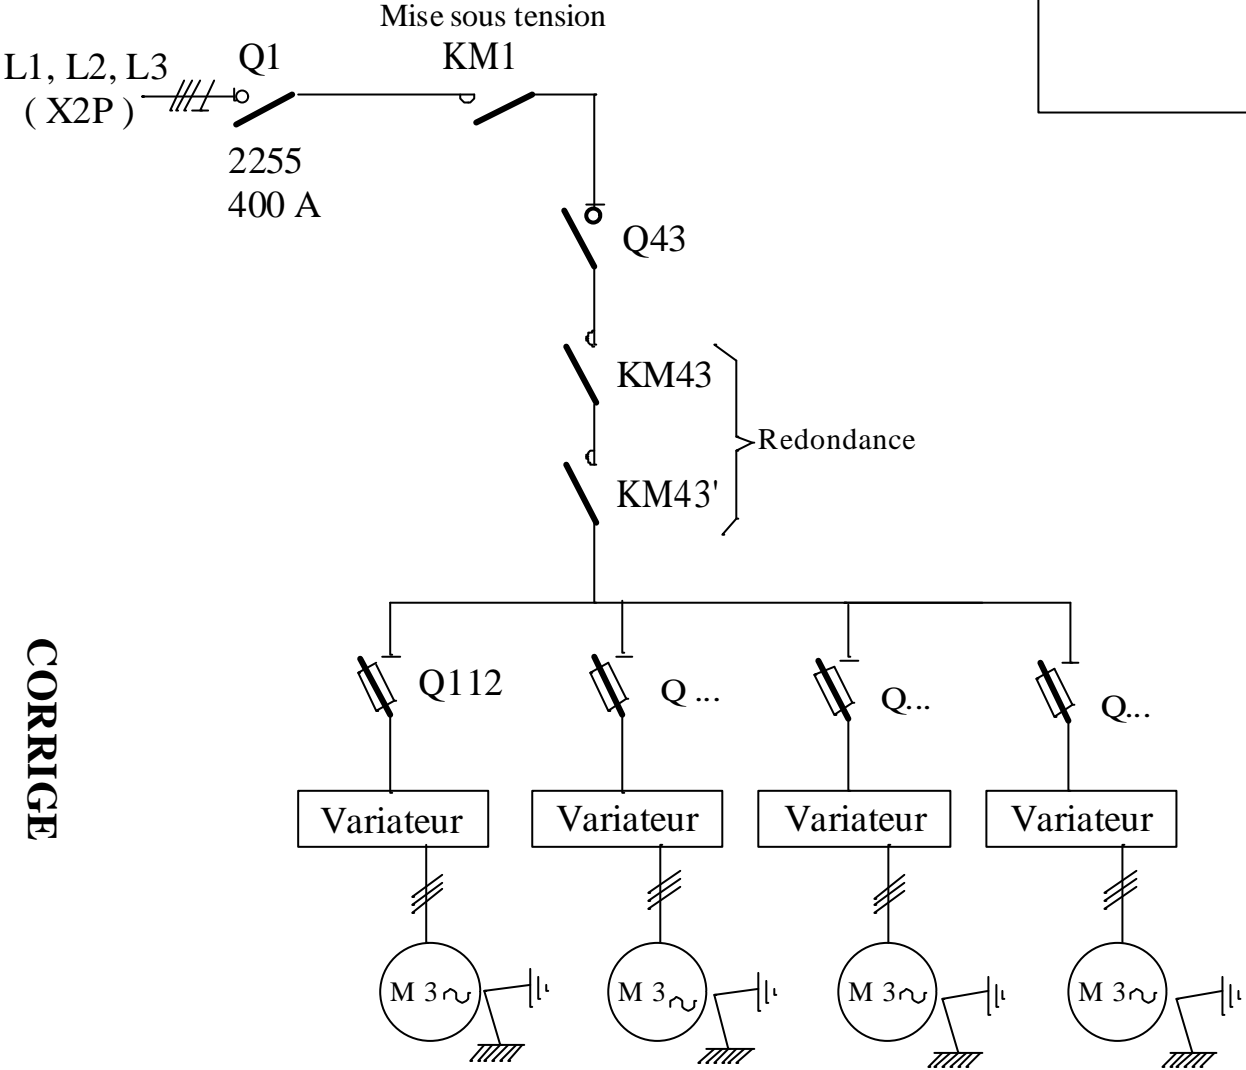 Mise sous tension
L1, L2, L3
( X2P )
Q1
KM1
2255
400 A
Q43
KM43
Redondance
KM43'
CORRIGE
Q112
Q ...
Q...
Q...
Variateur
Variateur
Variateur
Variateur
M 3~
M 3~
M 3~
M 3~